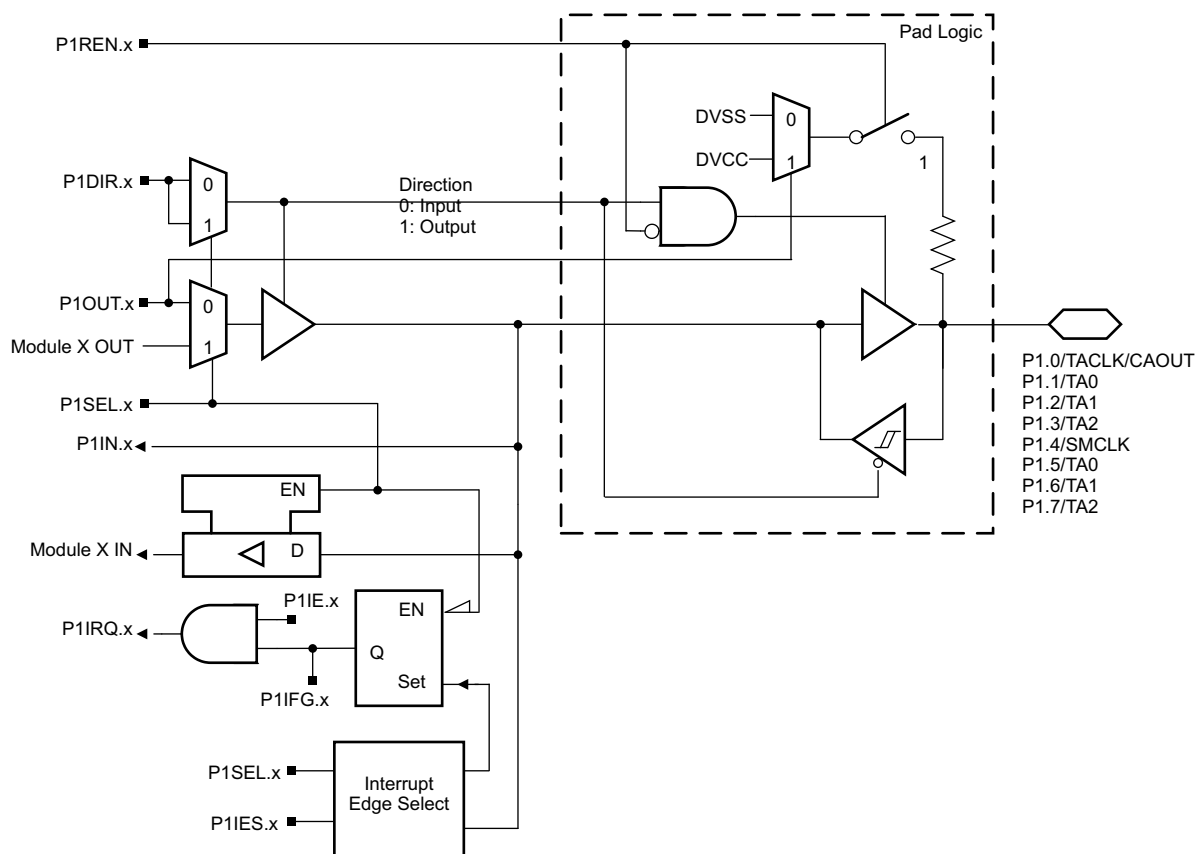 Pad Logic
P1REN.x
DVSS
0
DVCC
1
1
P1DIR.x
0
1
Direction
0: Input
1: Output
P1OUT.x
0
Module X OUT
1
P1SEL.x
P1IN.x
EN
Module X IN
D
P1IE.x
P1IRQ.x
EN
Q
Set
P1IFG.x
P1SEL.x
Interrupt
Edge Select
P1IES.x
P1.0/TACLK/CAOUT
P1.1/TA0
P1.2/TA1
P1.3/TA2
P1.4/SMCLK
P1.5/TA0
P1.6/TA1
P1.7/TA2